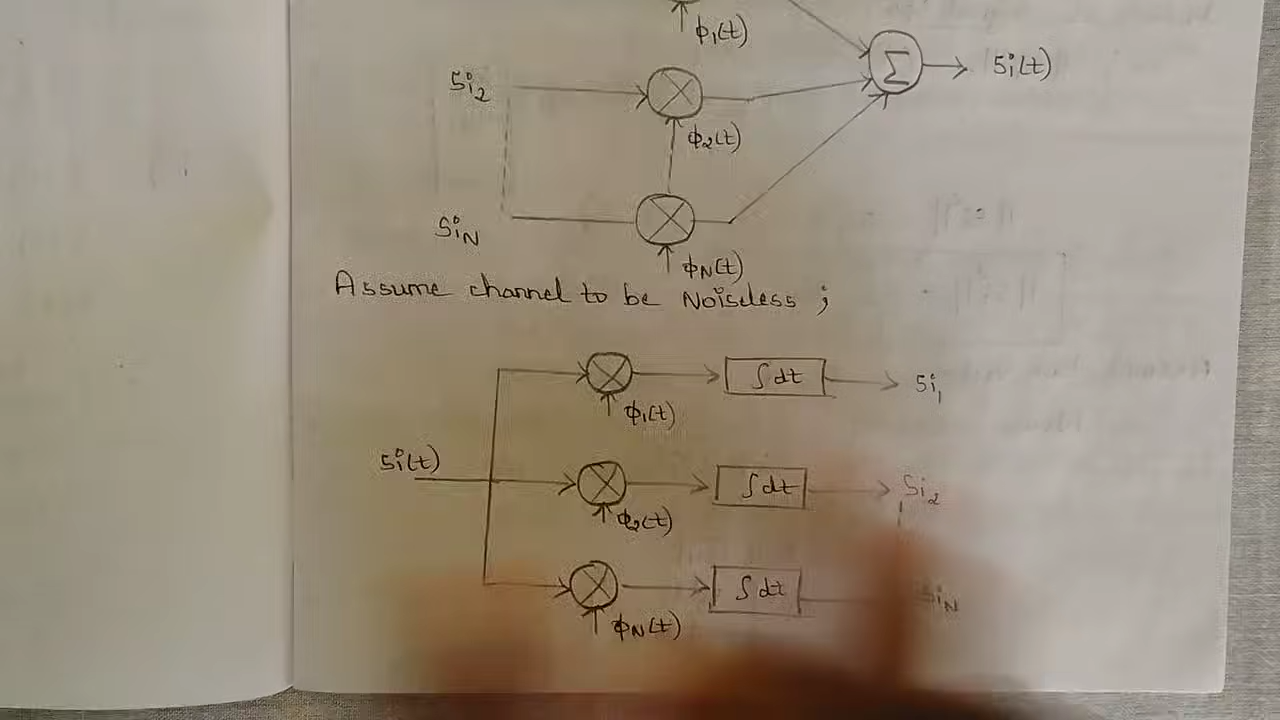 ϕ₁(t)
Si₂
Σ
Si(t)
ϕ₂(t)
SiN
ϕN(t)
Assume channel to be Noiseless ;
∫dt
Si₁
ϕ₁(t)
Si(t)
∫dt
Si₂
ϕ₂(t)
∫dt
SiN
ϕN(t)